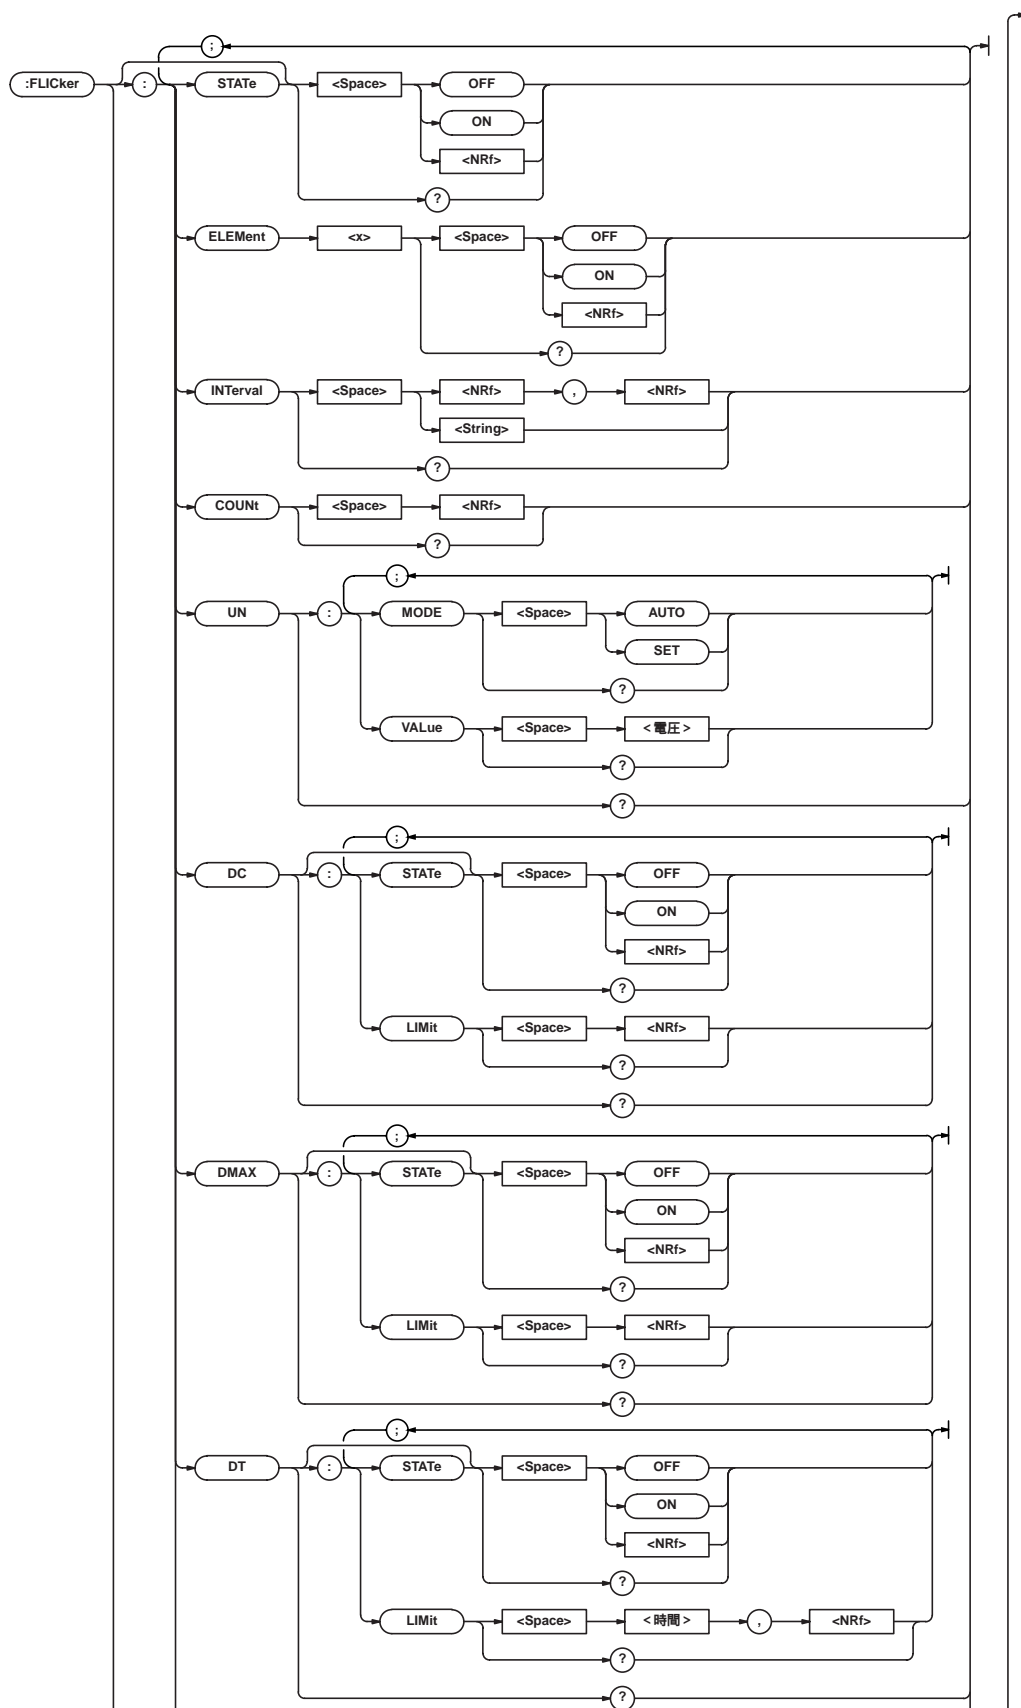 ;
:FLICker : STATe <Space> OFF
ON
<NRf>
?
ELEMent <x> <Space> OFF
ON
<NRf>
?
INTerval <Space> <NRf> , <NRf>
<String>
?
COUNt <Space> <NRf>
?
;
UN : MODE <Space> AUTO
SET
?
VALue <Space> <電圧>
?
?
;
DC : STATe <Space> OFF
ON
<NRf>
?
LIMit <Space> <NRf>
?
?
;
DMAX : STATe <Space> OFF
ON
<NRf>
?
LIMit <Space> <NRf>
?
?
;
DT : STATe <Space> OFF
ON
<NRf>
?
LIMit <Space> <時間> , <NRf>
?
?